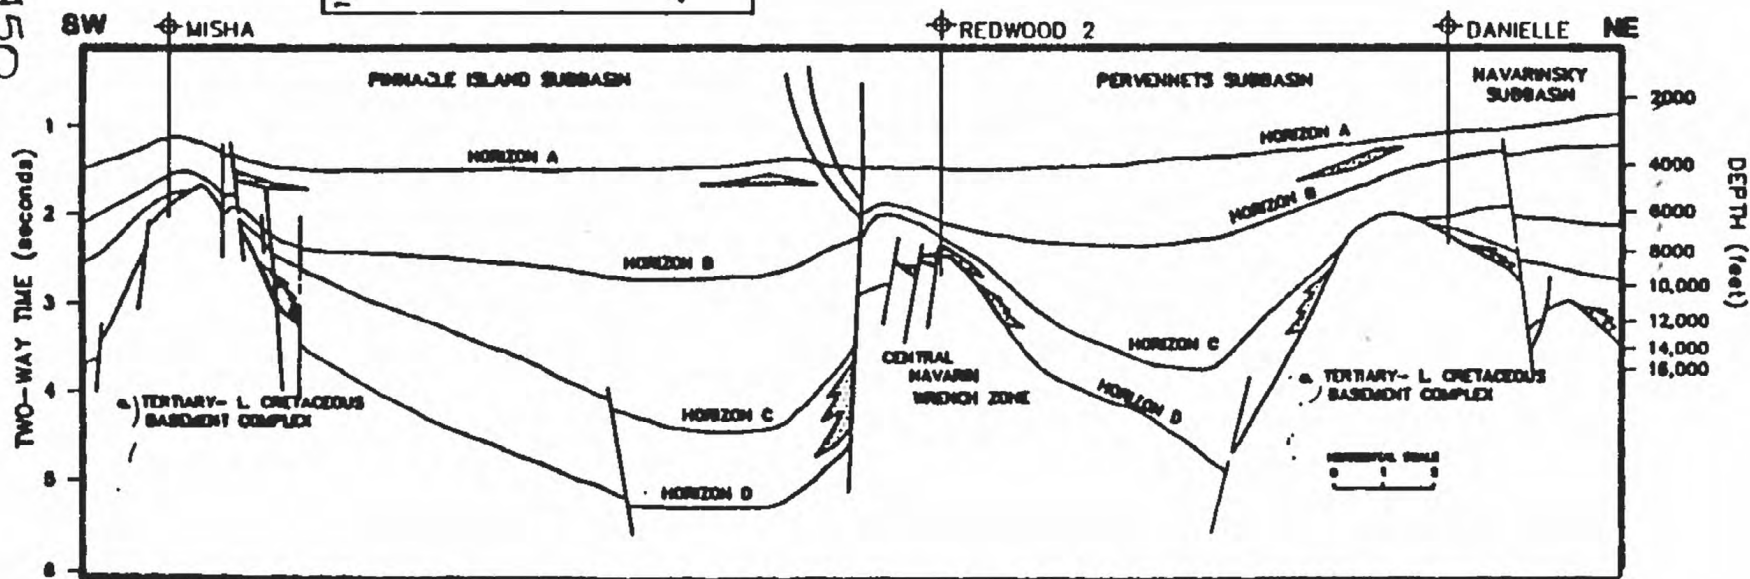 SW
MISHA
REDWOOD 2
DANIELLE
NE
PINNACLE ISLAND SUBBASIN
PERVENNETS SUBBASIN
NAVARINSKY
SUBBASIN
HORIZON A
HORIZON A
HORIZON B
HORIZON B
HORIZON C
HORIZON C
HORIZON D
HORIZON D
CENTRAL
NAVARIN
WRENCH ZONE
TERTIARY- L. CRETACEOUS
BASEMENT COMPLEX
TERTIARY- L. CRETACEOUS
BASEMENT COMPLEX
HORIZONTAL SCALE
0
TWO-WAY TIME (seconds)
1
2
3
4
5
6
DEPTH (feet)
2000
4000
6000
8000
10,000
12,000
14,000
16,000